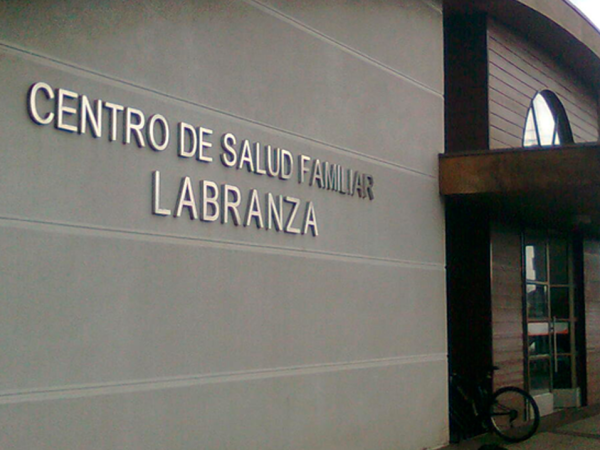 CENTRO DE SALUD FAMILIAR
LABRANZA